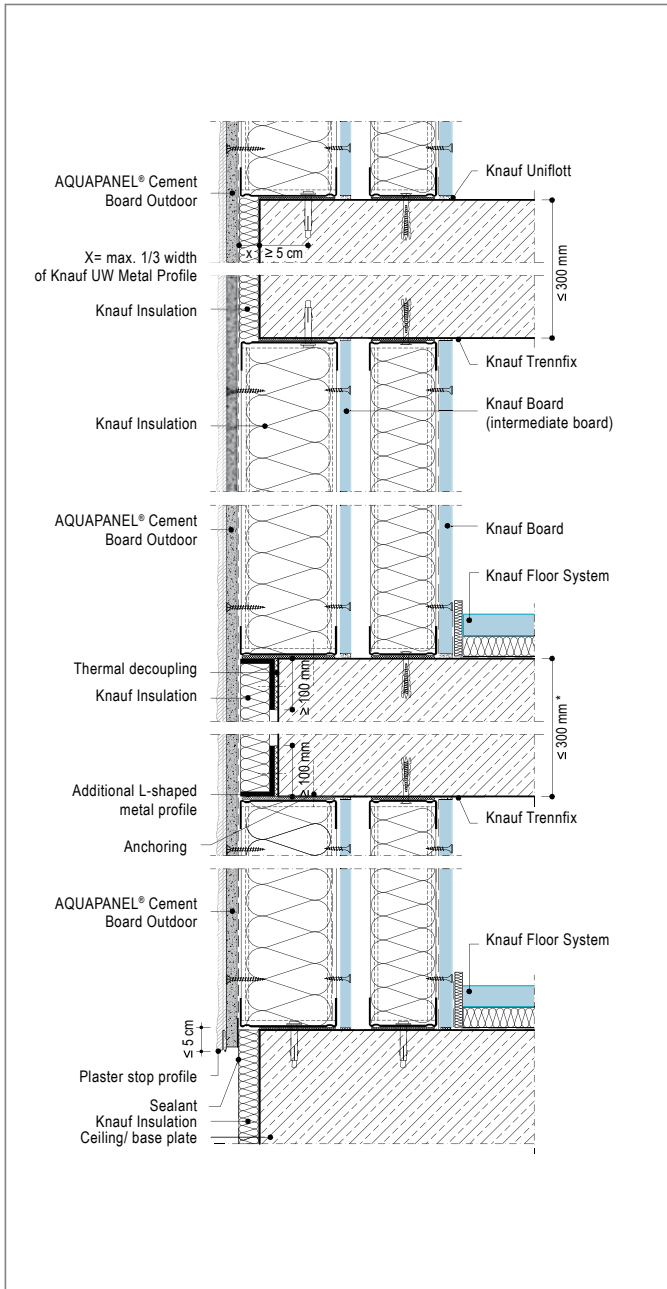 AQUAPANEL® Cement
Board Outdoor
Knauf Uniflott
X= max. 1/3 width
of Knauf UW Metal Profile
x
≥ 5 cm
≤ 300 mm
Knauf Insulation
Knauf Trennfix
Knauf Insulation
Knauf Board
(intermediate board)
AQUAPANEL® Cement
Board Outdoor
Knauf Board
Knauf Floor System
Thermal decoupling
Knauf Insulation
≥ 100 mm
≤ 300 mm *
≥ 100 mm
Additional L-shaped
metal profile
Knauf Trennfix
Anchoring
AQUAPANEL® Cement
Board Outdoor
Knauf Floor System
≤ 5 cm
Plaster stop profile
Sealant
Knauf Insulation
Ceiling/ base plate